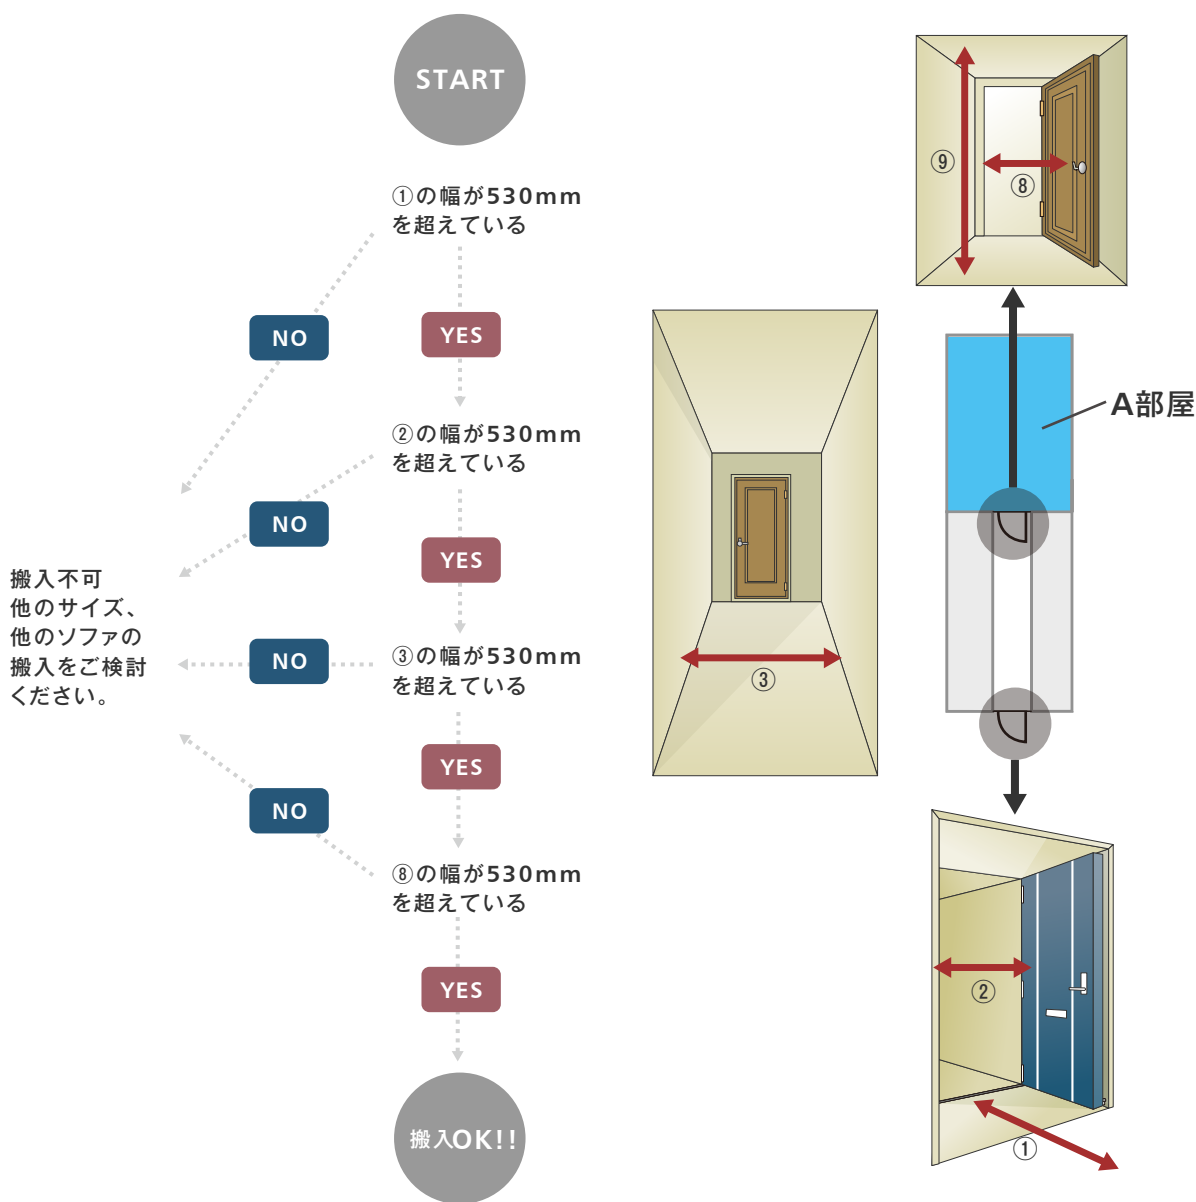 START
①の幅が530mm
を超えている
NO
YES
②の幅が530mm
を超えている
NO
YES
③の幅が530mm
を超えている
NO
YES
⑧の幅が530mm
を超えている
NO
YES
搬入OK!!
搬入不可
他のサイズ、
他のソファの
搬入をご検討
ください。
③
⑨
⑧
A部屋
②
①